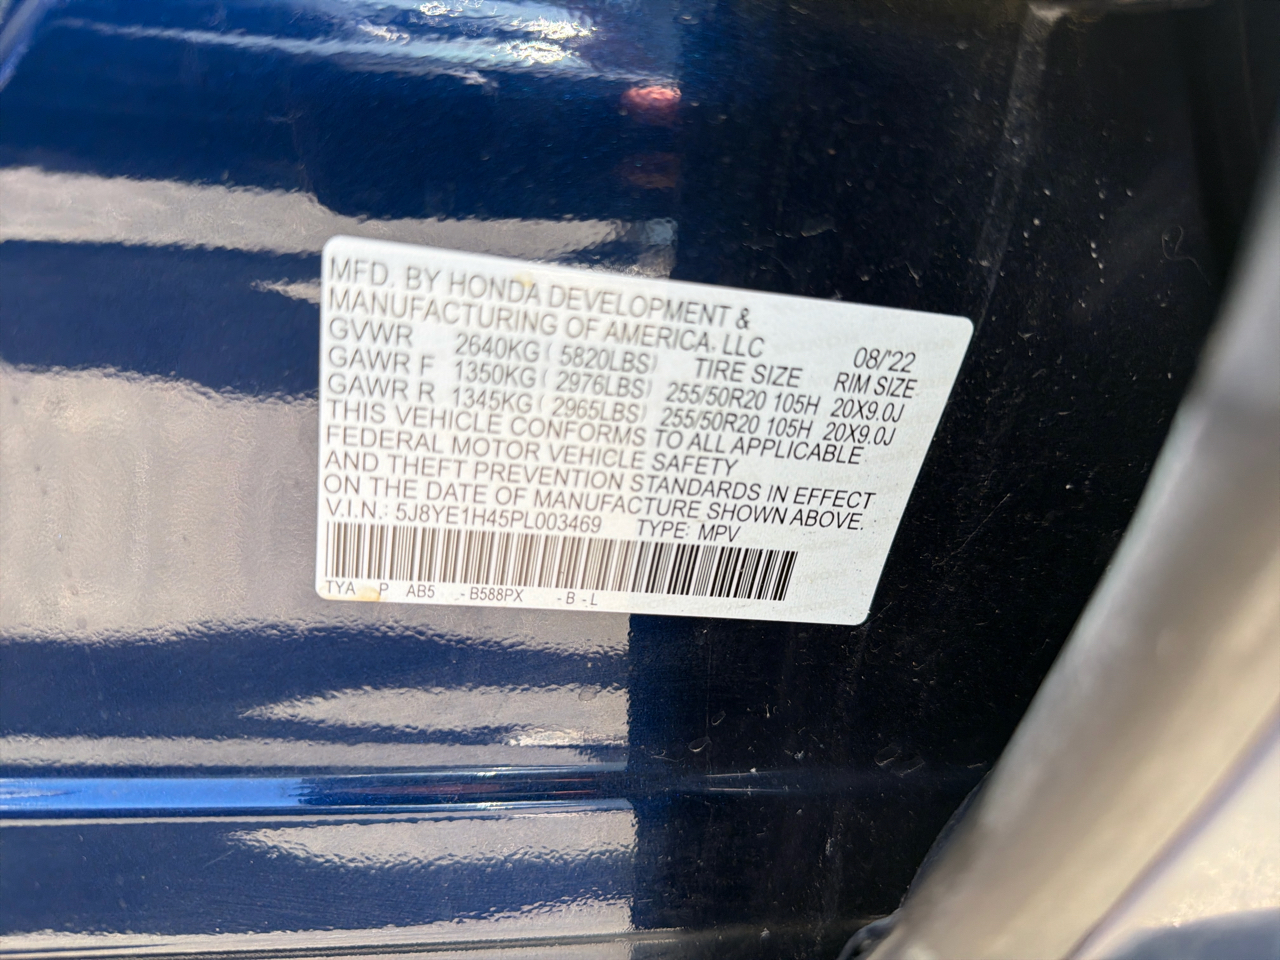 MFD. BY HONDA DEVELOPMENT &
MANUFACTURING OF AMERICA, LLC 08/'22
GVWR 2640KG ( 5820LBS) TIRE SIZE RIM SIZE
GAWR F 1350KG ( 2976LBS) 255/50R20 105H 20X9.0J
GAWR R 1345KG ( 2965LBS) 255/50R20 105H 20X9.0J
THIS VEHICLE CONFORMS TO ALL APPLICABLE
FEDERAL MOTOR VEHICLE SAFETY
AND THEFT PREVENTION STANDARDS IN EFFECT
ON THE DATE OF MANUFACTURE SHOWN ABOVE.
V.I.N.: 5J8YE1H45PL003469 TYPE: MPV
TYA P AB5 - B588PX - B - L